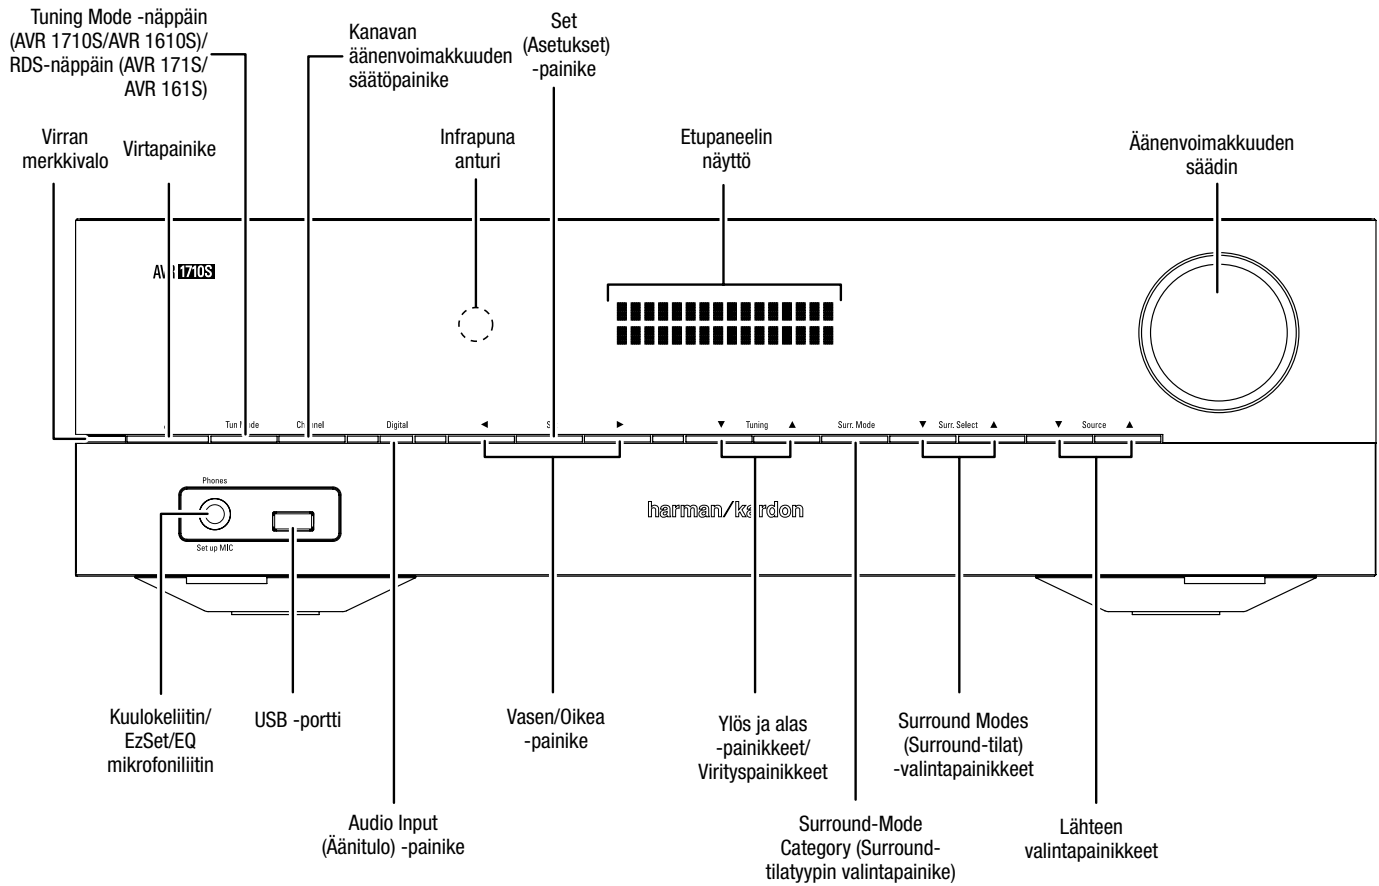 Tuning Mode -näppäin
(AVR 1710S/AVR 1610S)/
RDS-näppäin (AVR 171S/
AVR 161S)
Kanavan
äänenvoimakkuuden
säätöpainike
Set
(Asetukset)
-painike
Virran
merkkivalo
Virtapainike
Infrapuna
anturi
Etupaneelin
näyttö
Äänenvoimakkuuden
säädin
AVR 1710S
Tun Mode
Channel
Digital
Tuning
Surr. Mode
Surr. Select
Source
Phones
Set up MIC
harman/kardon
Kuulokeliitin/
EzSet/EQ
mikrofoniliitin
USB -portti
Vasen/Oikea
-painike
Ylös ja alas
-painikkeet/
Virityspainikkeet
Surround Modes
(Surround-tilat)
-valintapainikkeet
Audio Input
(Äänitulo) -painike
Surround-Mode
Category (Surround-
tilatyypin valintapainike)
Lähteen
valintapainikkeet